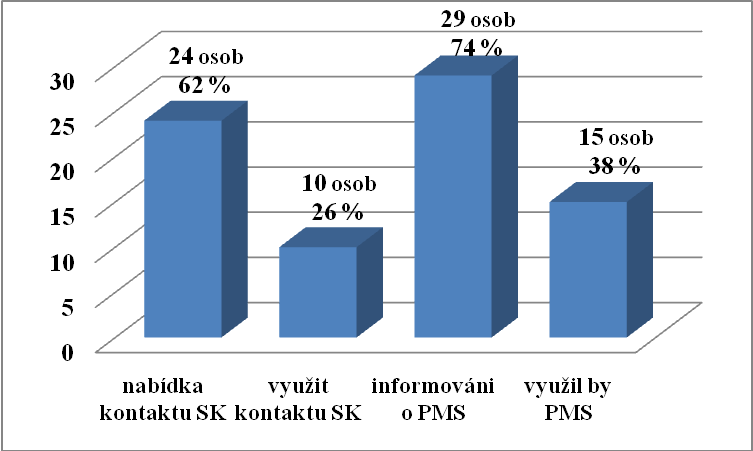 29 osob
74 %
24 osob
62 %
15 osob
38 %
10 osob
26 %
30
25
20
15
10
5
0
nabídka
kontaktu SK
využit
kontaktu SK
informováni
o PMS
využil by
PMS